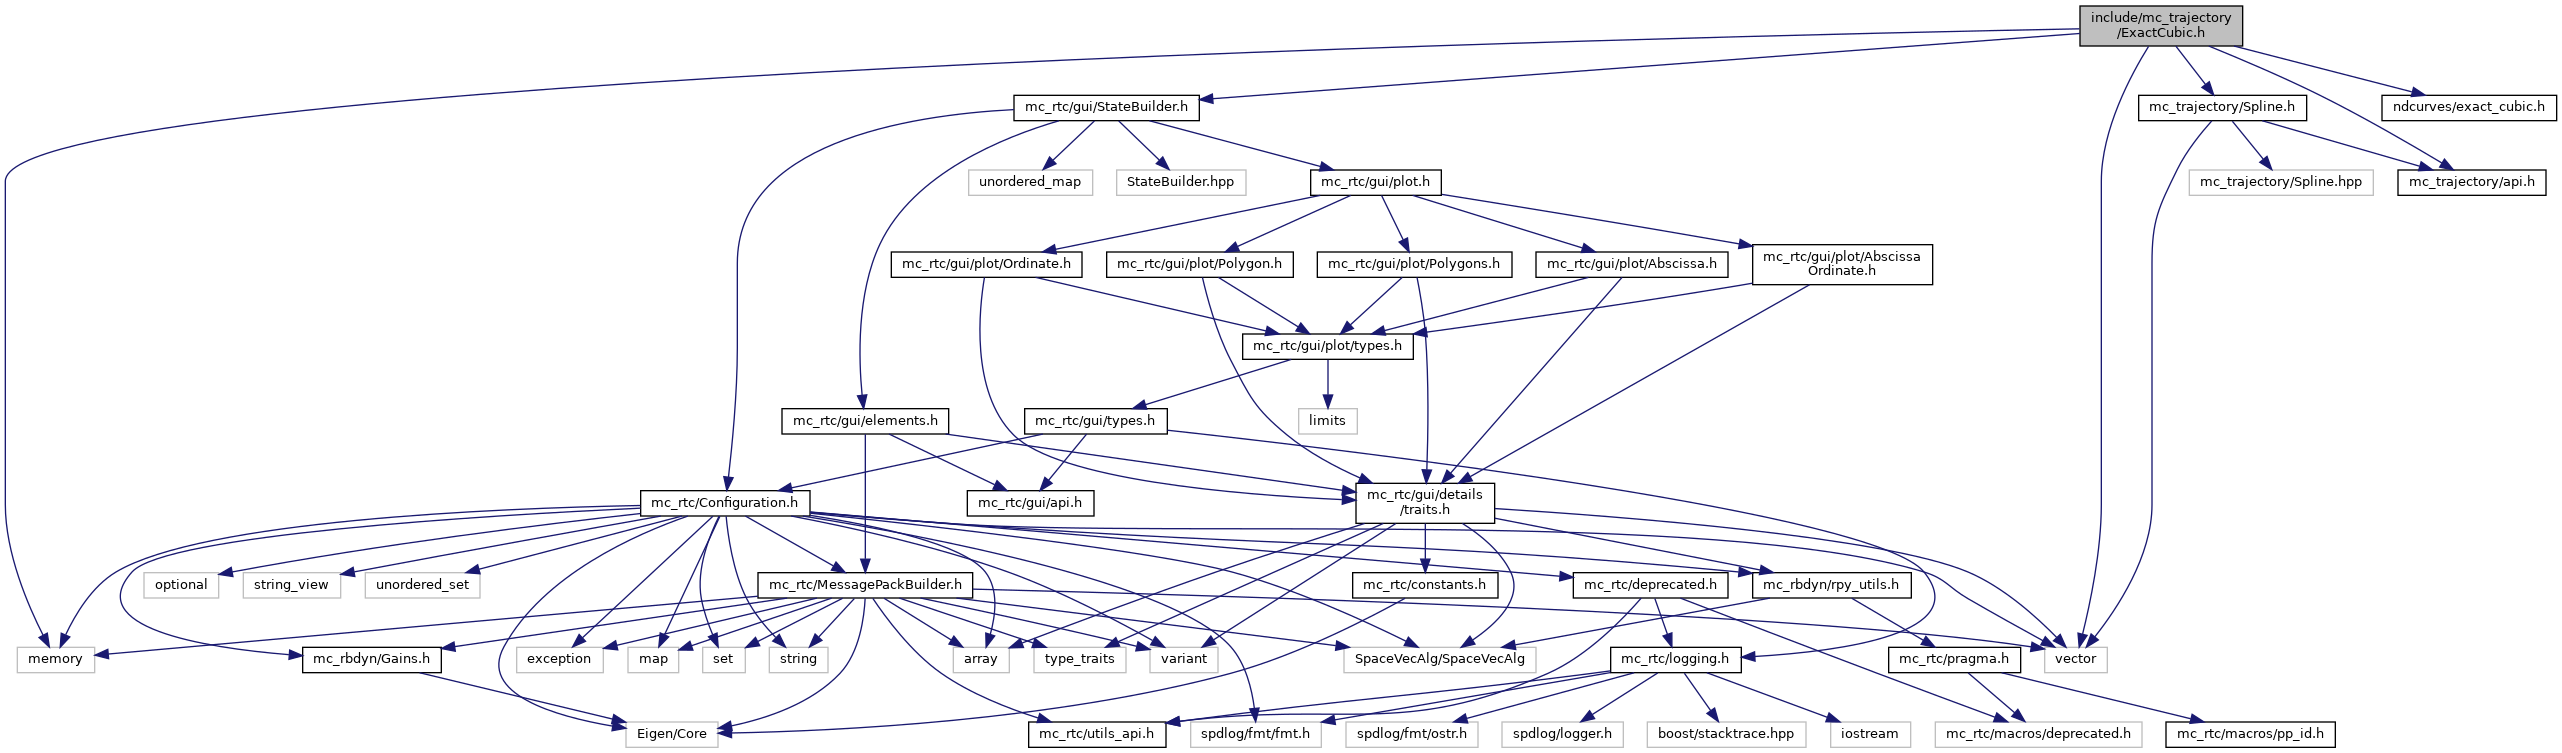 include/mc_trajectory
/ExactCubic.h
mc_rtc/gui/StateBuilder.h
mc_trajectory/Spline.h
ndcurves/exact_cubic.h
unordered_map
StateBuilder.hpp
mc_rtc/gui/plot.h
mc_trajectory/Spline.hpp
mc_trajectory/api.h
mc_rtc/gui/plot/Ordinate.h
mc_rtc/gui/plot/Polygon.h
mc_rtc/gui/plot/Polygons.h
mc_rtc/gui/plot/Abscissa.h
mc_rtc/gui/plot/Abscissa
Ordinate.h
mc_rtc/gui/plot/types.h
mc_rtc/gui/elements.h
mc_rtc/gui/types.h
limits
mc_rtc/Configuration.h
mc_rtc/gui/api.h
mc_rtc/gui/details
/traits.h
optional
string_view
unordered_set
mc_rtc/MessagePackBuilder.h
mc_rtc/constants.h
mc_rtc/deprecated.h
mc_rbdyn/rpy_utils.h
memory
mc_rbdyn/Gains.h
exception
map
set
string
array
type_traits
variant
SpaceVecAlg/SpaceVecAlg
mc_rtc/logging.h
mc_rtc/pragma.h
vector
Eigen/Core
mc_rtc/utils_api.h
spdlog/fmt/fmt.h
spdlog/fmt/ostr.h
spdlog/logger.h
boost/stacktrace.hpp
iostream
mc_rtc/macros/deprecated.h
mc_rtc/macros/pp_id.h